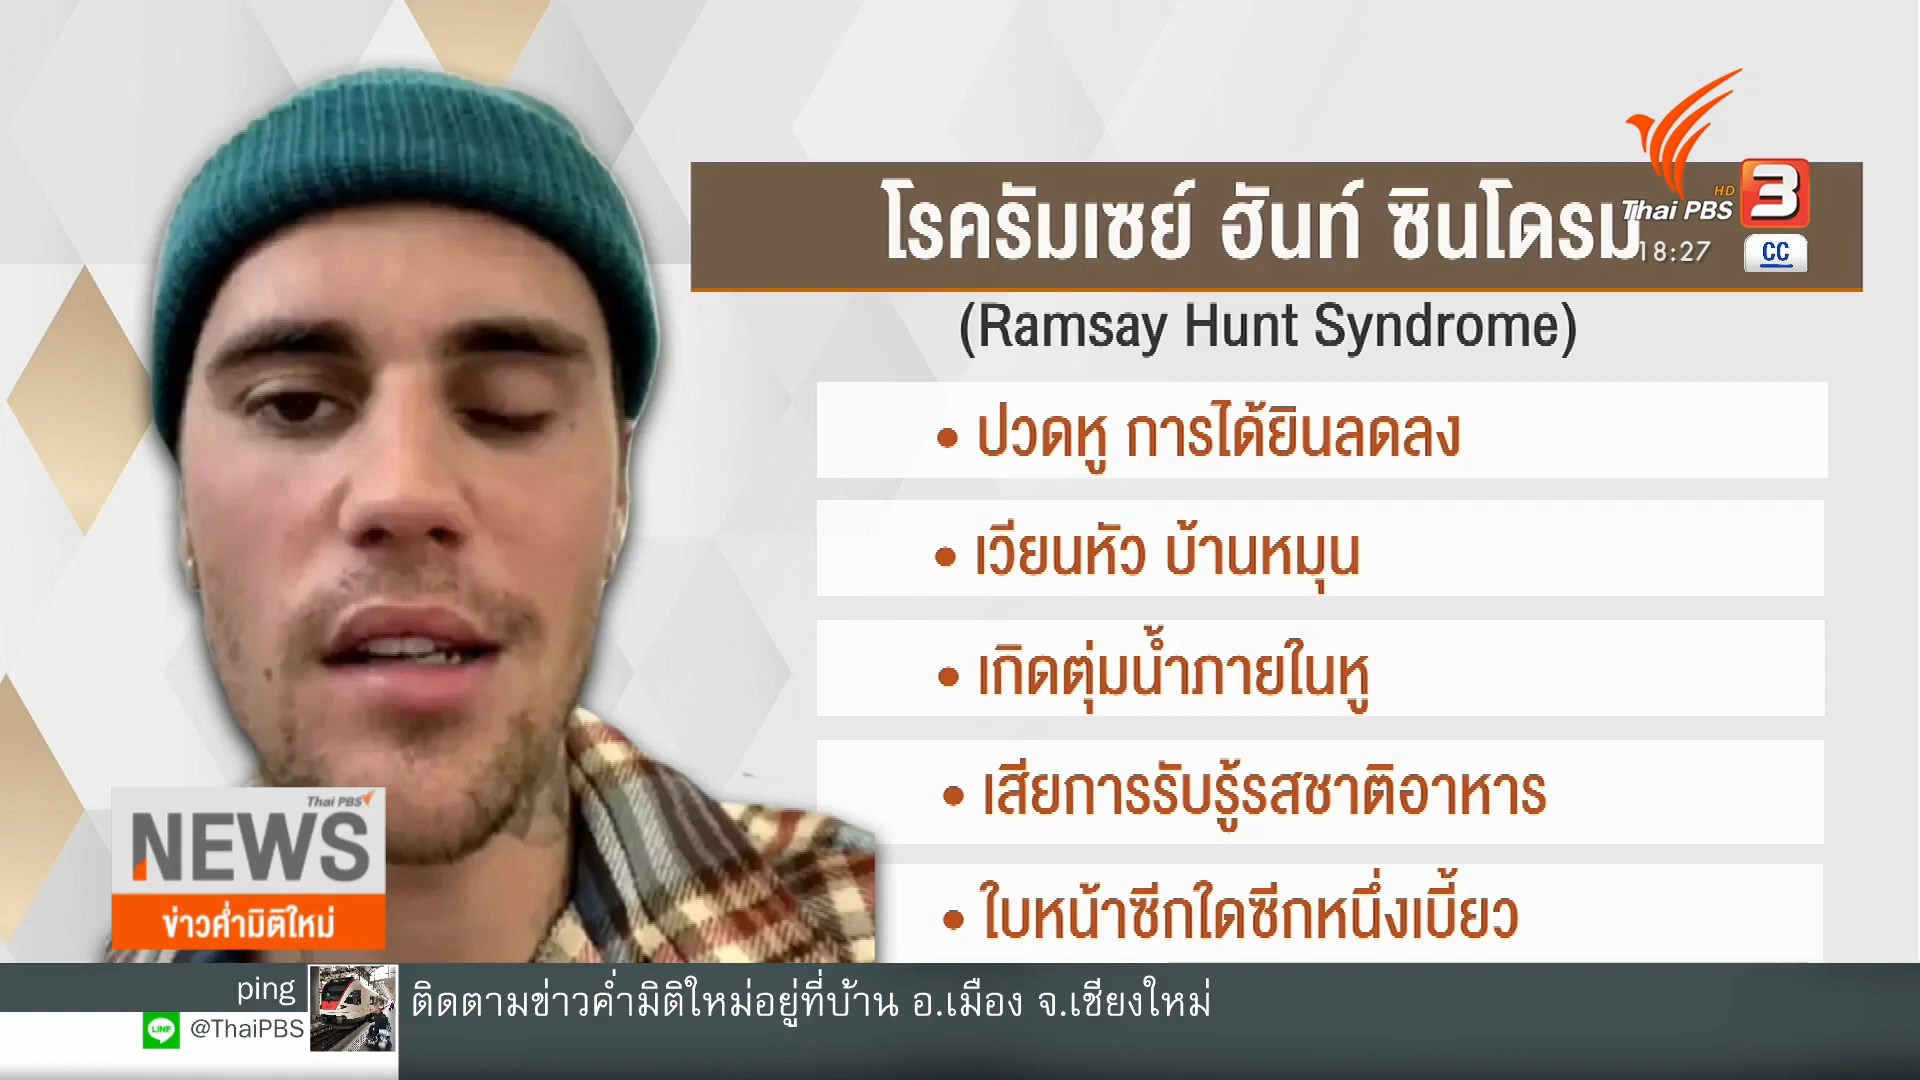 โรครัมเซย์ ฮันท์ ซินโดรม
HD
Thai PBS
3
18:27
CC
(Ramsay Hunt Syndrome)
• ปวดหู การได้ยินลดลง
• เวียนหัว บ้านหมุน
• เกิดตุ่มน้ำภายในหู
• เสียการรับรู้รสชาติอาหาร
• ใบหน้าซีกใดซีกหนึ่งเบี้ยว
Thai PBS
NEWS
ข่าวค่ำมิติใหม่
ping
LINE @ThaiPBS
ติดตามข่าวค่ำมิติใหม่อยู่ที่บ้าน อ.เมือง จ.เชียงใหม่